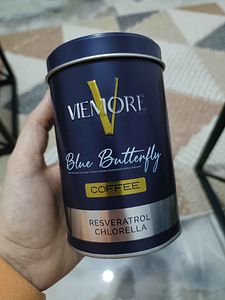 V
VIEMORE
Blue Butterfly
COFFEE
RESVERATROL
CHLORELLA